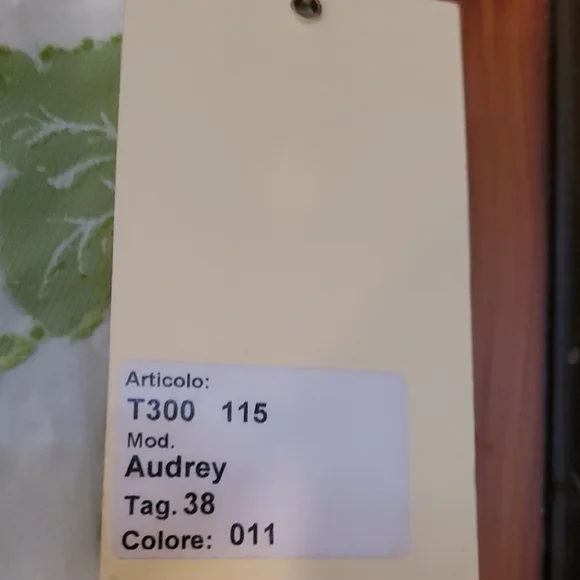 Articolo:
T300 115
Mod.
Audrey
Tag. 38
Colore: 011